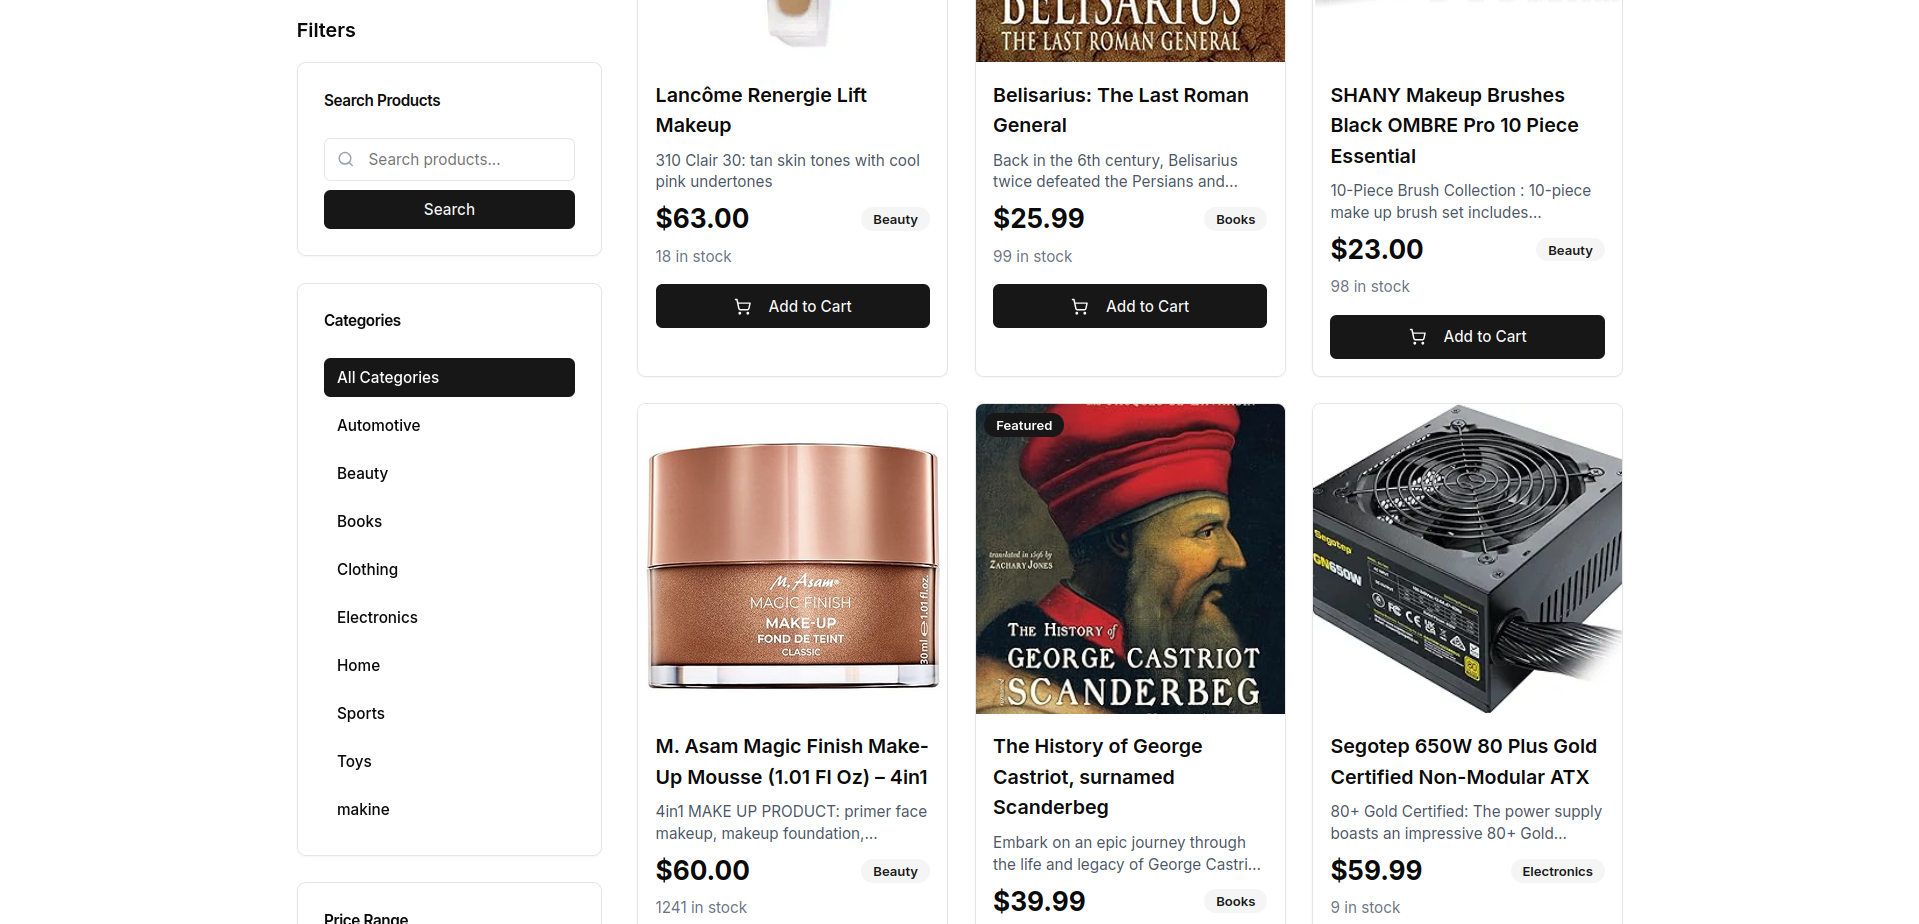 Filters
Search Products
Search products...
Search
Categories
All Categories
Automotive
Beauty
Books
Clothing
Electronics
Home
Sports
Toys
makine
Price Range
Lancôme Renergie Lift
Makeup
310 Clair 30: tan skin tones with cool
pink undertones
$63.00
Beauty
18 in stock
Add to Cart
BELISARIUS
THE LAST ROMAN GENERAL
Belisarius: The Last Roman
General
Back in the 6th century, Belisarius
twice defeated the Persians and...
$25.99
Books
99 in stock
Add to Cart
SHANY Makeup Brushes
Black OMBRE Pro 10 Piece
Essential
10-Piece Brush Collection : 10-piece
make up brush set includes...
$23.00
Beauty
98 in stock
Add to Cart
M. Asam®
MAGIC FINISH
MAKE-UP
FOND DE TEINT
CLASSIC
30 ml e 1.01 fl.oz.
M. Asam Magic Finish Make-
Up Mousse (1.01 Fl Oz) – 4in1
4in1 MAKE UP PRODUCT: primer face
makeup, makeup foundation,...
$60.00
Beauty
1241 in stock
Featured
translated in 1596 by
ZACHARY JONES
THE HISTORY of
GEORGE CASTRIOT
SCANDERBEG
The History of George
Castriot, surnamed
Scanderbeg
Embark on an epic journey through
the life and legacy of George Castri...
$39.99
Books
Segotep
GN650W
Segotep 650W 80 Plus Gold
Certified Non-Modular ATX
80+ Gold Certified: The power supply
boasts an impressive 80+ Gold...
$59.99
Electronics
9 in stock